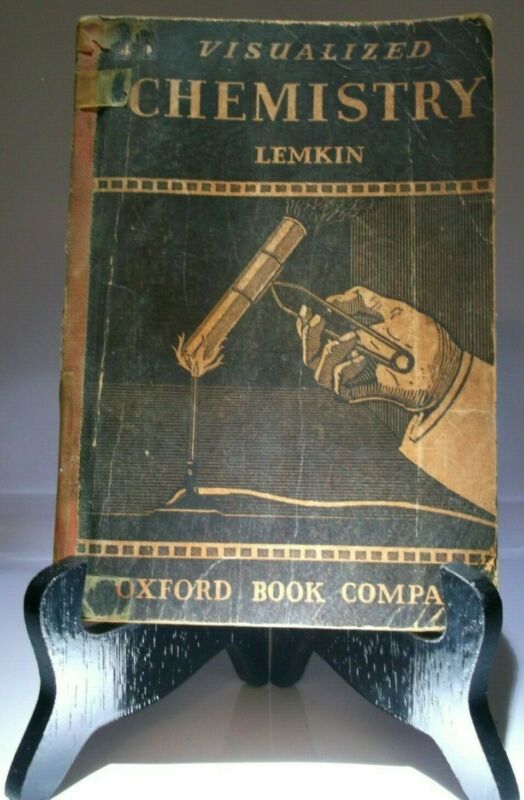 VISUALIZED
CHEMISTRY
LEMKIN
OXFORD BOOK COMPA